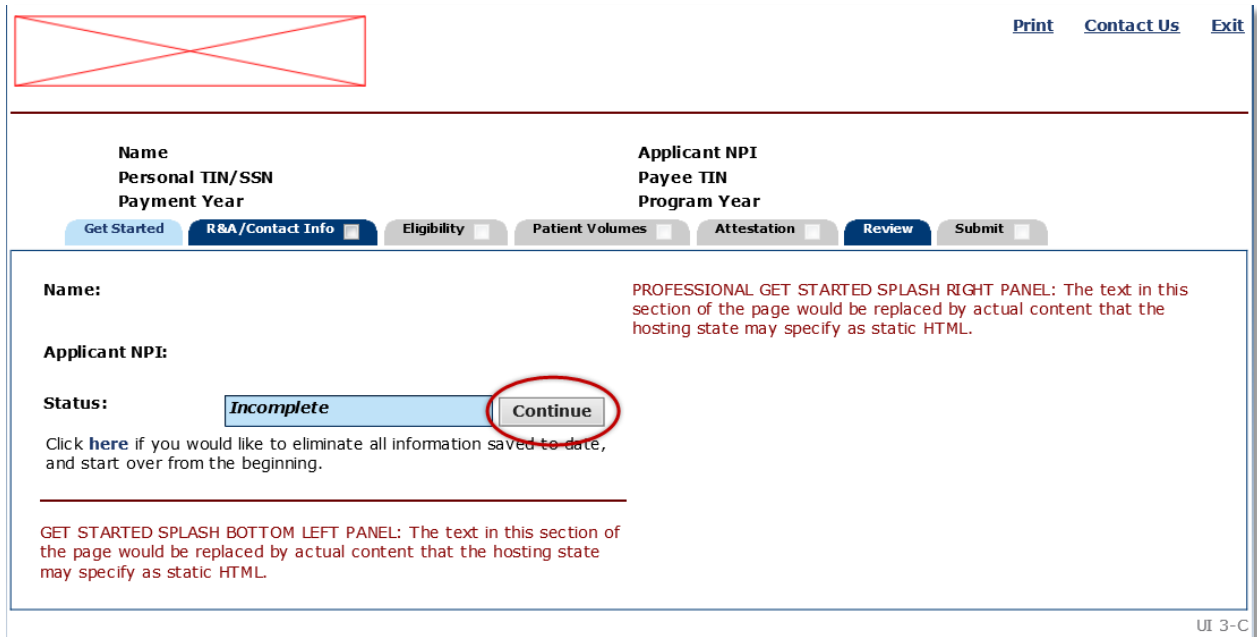 Print Contact Us Exit
Name Applicant NPI
Personal TIN/SSN Payee TIN
Payment Year Program Year
Get Started R&A/Contact Info Eligibility Patient Volumes Attestation Review Submit
Name:
Applicant NPI:
Status: Incomplete Continue
Click here if you would like to eliminate all information saved to date,
and start over from the beginning.
GET STARTED SPLASH BOTTOM LEFT PANEL: The text in this section of
the page would be replaced by actual content that the hosting state
may specify as static HTML.
PROFESSIONAL GET STARTED SPLASH RIGHT PANEL: The text in this
section of the page would be replaced by actual content that the
hosting state may specify as static HTML.
UI 3-C